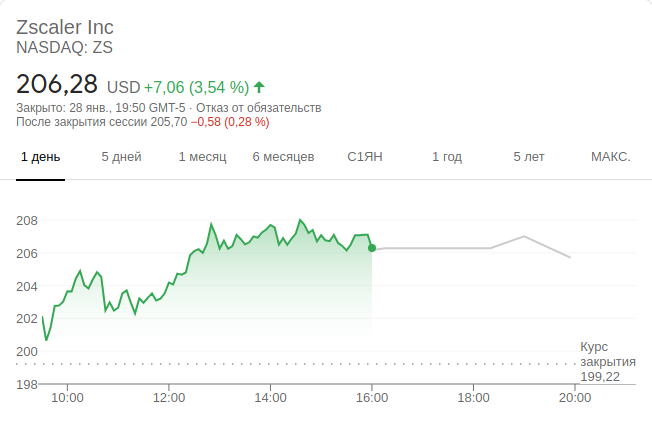 Zscaler Inc
NASDAQ: ZS
206,28 USD +7,06 (3,54 %)
Закрыто: 28 янв., 19:50 GMT-5 · Отказ от обязательств
После закрытия сессии 205,70 −0,58 (0,28 %)
1 день 5 дней 1 месяц 6 месяцев С1ЯН 1 год 5 лет МАКС.
208
206
204
202
200
Курс
закрытия
199,22
198
10:00 12:00 14:00 16:00 18:00 20:00